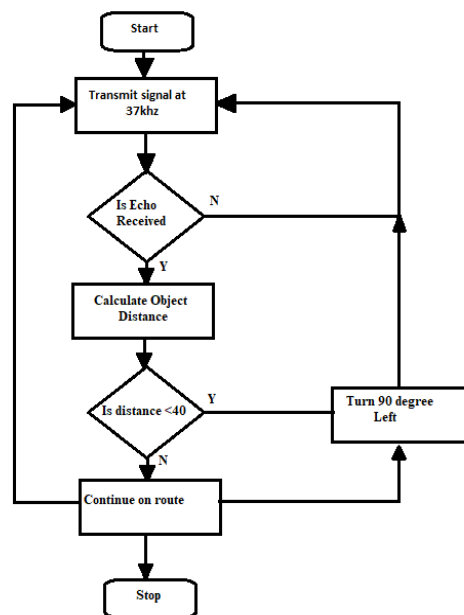 Start
Transmit signal at
37khz
Is Echo
Received
N
Y
Calculate Object
Distance
Is distance <40
Y
Turn 90 degree
Left
N
Continue on route
Stop